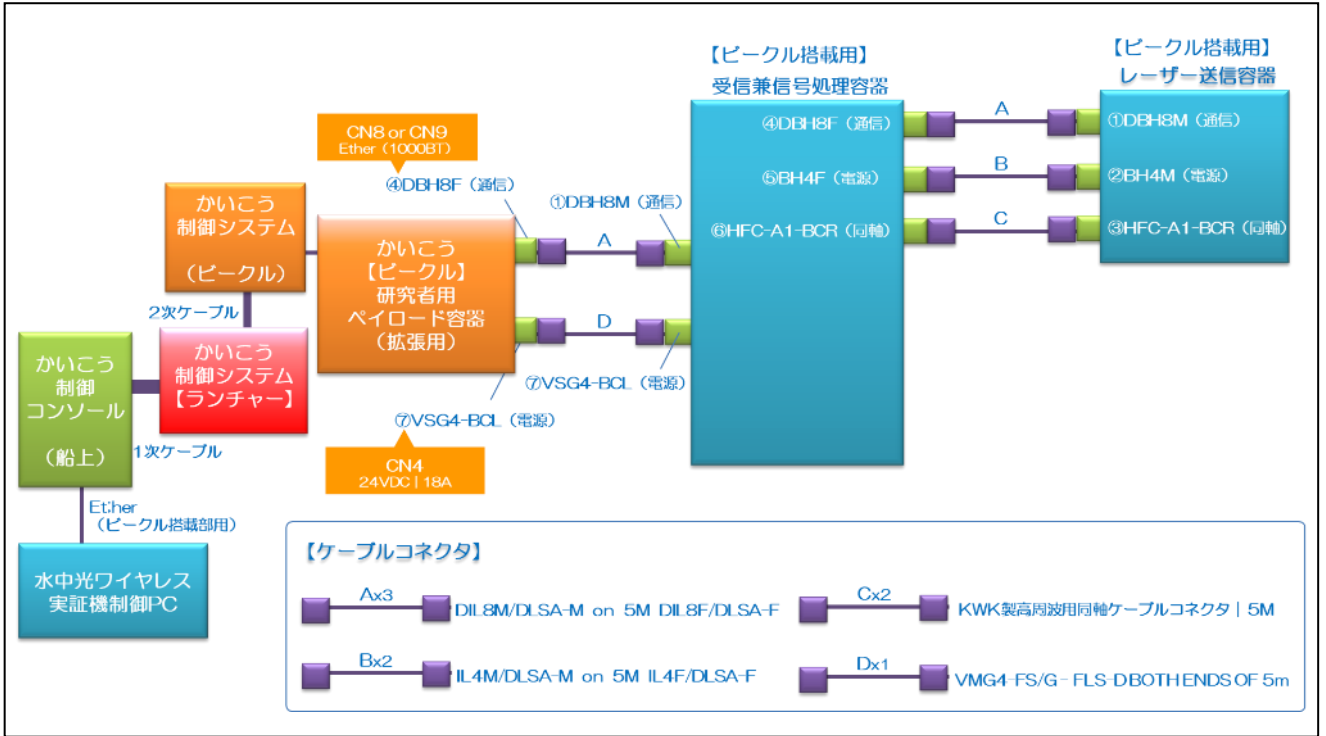 【ビークル搭載用】
受信兼信号処理容器
【ビークル搭載用】
レーザー送信容器
CN8 or CN9
Ether（1000BT）
④DBH8F（通信）
①DBH8M（通信）
A
D
⑦VSG4-BCL（電源）
⑦VSG4-BCL（電源）
CN4
24VDC | 18A
④DBH8F（通信）
⑤BH4F（電源）
⑥HFC-A1-BCR（同軸）
A
B
C
①DBH8M（通信）
②BH4M（電源）
③HFC-A1-BCR（同軸）
かいこう
制御システム
（ビークル）
かいこう
【ビークル】
研究者用
ペイロード容器
（拡張用）
2次ケーブル
かいこう
制御システム
【ランチャー】
かいこう
制御
コンソール
（船上）
1次ケーブル
Ether
（ビークル搭載部用）
水中光ワイヤレス
実証機制御PC
【ケーブルコネクタ】
Ax3
DIL8M/DLSA-M on 5M DIL8F/DLSA-F
Cx2
KWK製高周波用同軸ケーブルコネクタ | 5M
Bx2
IL4M/DLSA-M on 5M IL4F/DLSA-F
Dx1
VMG4-FS/G-FLS-D BOTH ENDS OF 5m